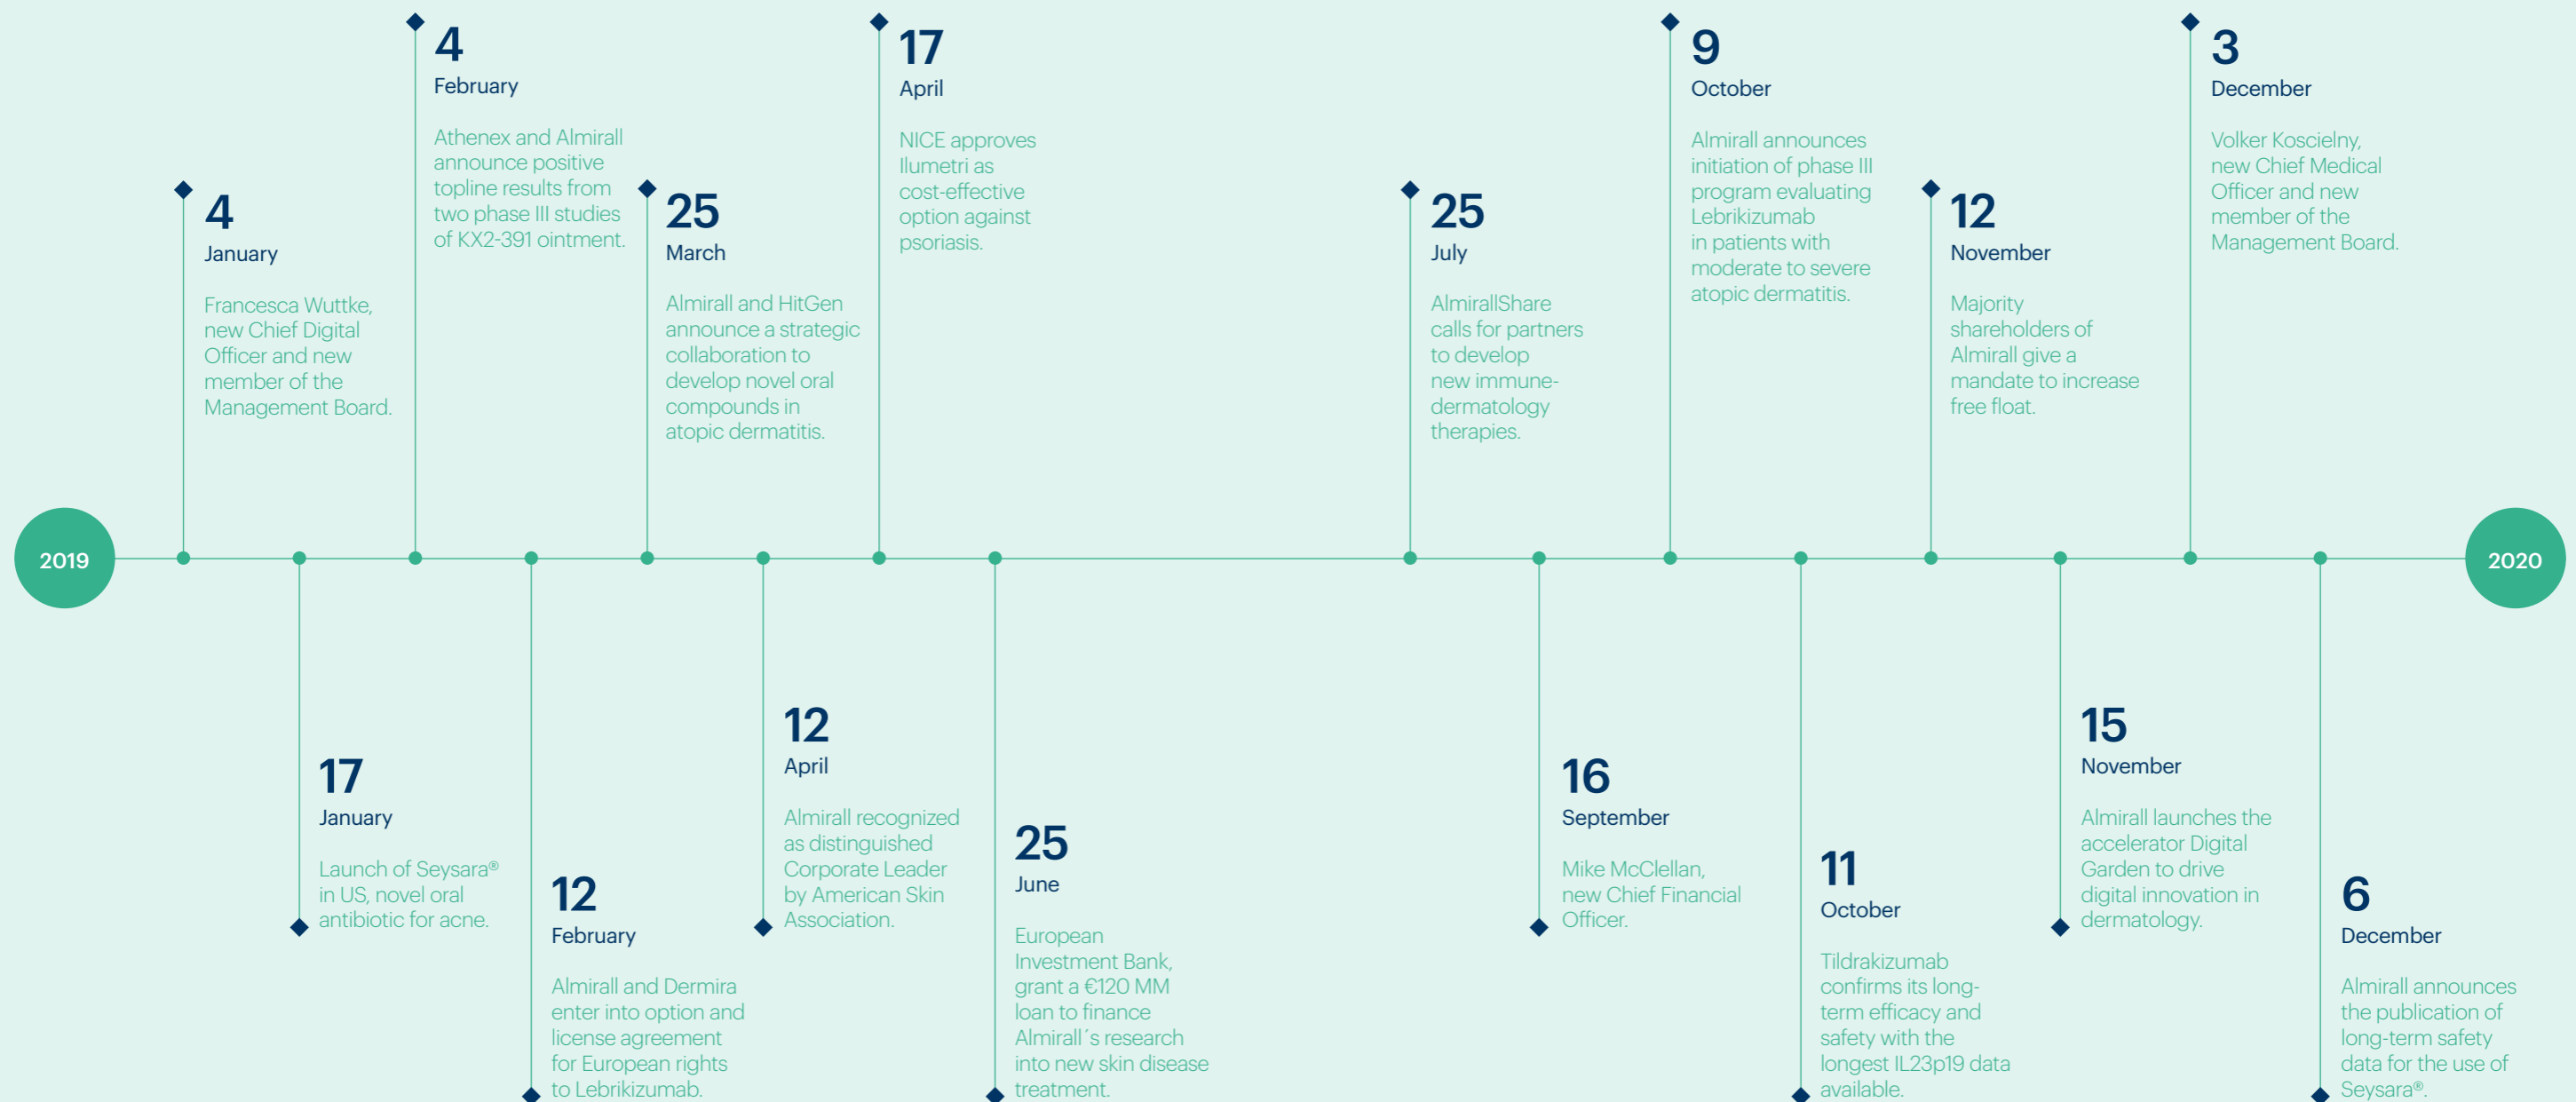 2019
4
January
Francesca Wuttke,
new Chief Digital
Officer and new
member of the
Management Board.
17
January
Launch of Seysara®
in US, novel oral
antibiotic for acne.
4
February
Athenex and Almirall
announce positive
topline results from
two phase III studies
of KX2-391 ointment.
12
February
Almirall and Dermira
enter into option and
license agreement
for European rights
to Lebrikizumab.
25
March
Almirall and HitGen
announce a strategic
collaboration to
develop novel oral
compounds in
atopic dermatitis.
12
April
Almirall recognized
as distinguished
Corporate Leader
by American Skin
Association.
17
April
NICE approves
Ilumetri as
cost-effective
option against
psoriasis.
25
June
European
Investment Bank,
grant a €120 MM
loan to finance
Almirall´s research
into new skin disease
treatment.
25
July
AlmirallShare
calls for partners
to develop
new immune-
dermatology
therapies.
16
September
Mike McClellan,
new Chief Financial
Officer.
9
October
Almirall announces
initiation of phase III
program evaluating
Lebrikizumab
in patients with
moderate to severe
atopic dermatitis.
11
October
Tildrakizumab
confirms its long-
term efficacy and
safety with the
longest IL23p19 data
available.
12
November
Majority
shareholders of
Almirall give a
mandate to increase
free float.
15
November
Almirall launches the
accelerator Digital
Garden to drive
digital innovation in
dermatology.
3
December
Volker Koscielny,
new Chief Medical
Officer and new
member of the
Management Board.
6
December
Almirall announces
the publication of
long-term safety
data for the use of
Seysara®.
2020